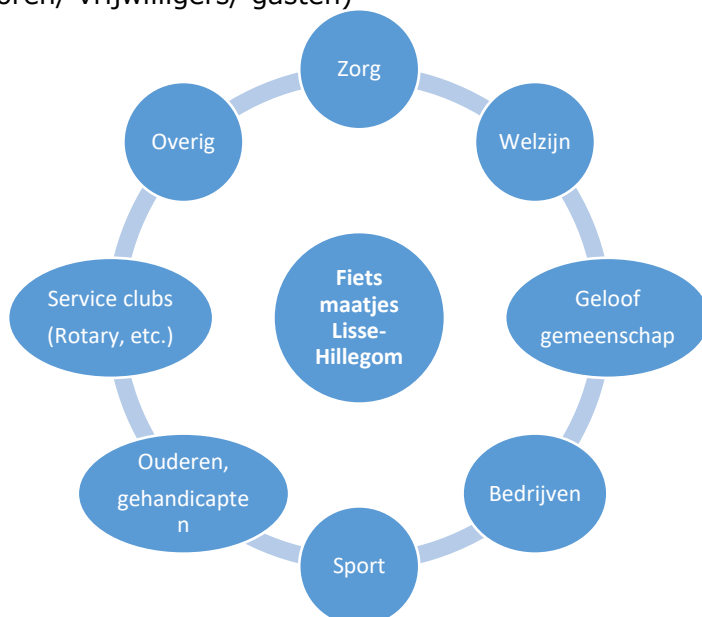 vrijwilligers/ gasten)
Zorg
Welzijn
Geloof
gemeenschap
Bedrijven
Sport
Ouderen,
gehandicapte
n
Service clubs
(Rotary, etc.)
Overig
Fiets
maatjes
Lisse-
Hillegom